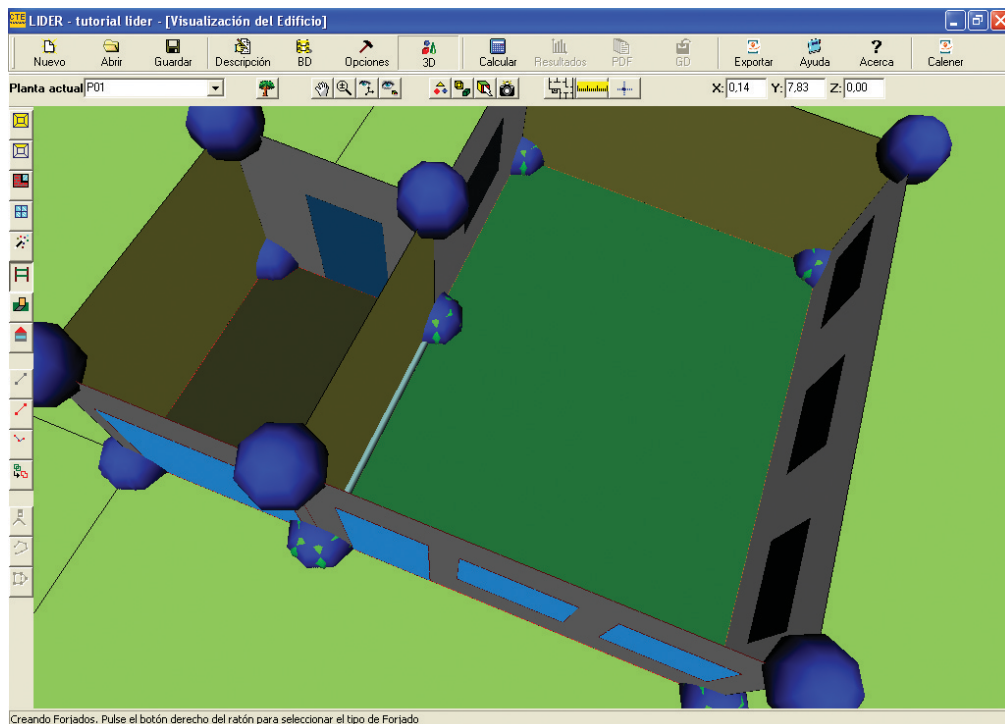 CTE LIDER - tutorial lider - [Visualización del Edificio]
Nuevo Abrir Guardar Descripción BD Opciones 3D Calcular Resultados PDF GD Exportar Ayuda Acerca Calener
Planta actual P01 X: 0,14 Y: 7,83 Z: 0,00
Creando Forjados. Pulse el botón derecho del ratón para seleccionar el tipo de Forjado